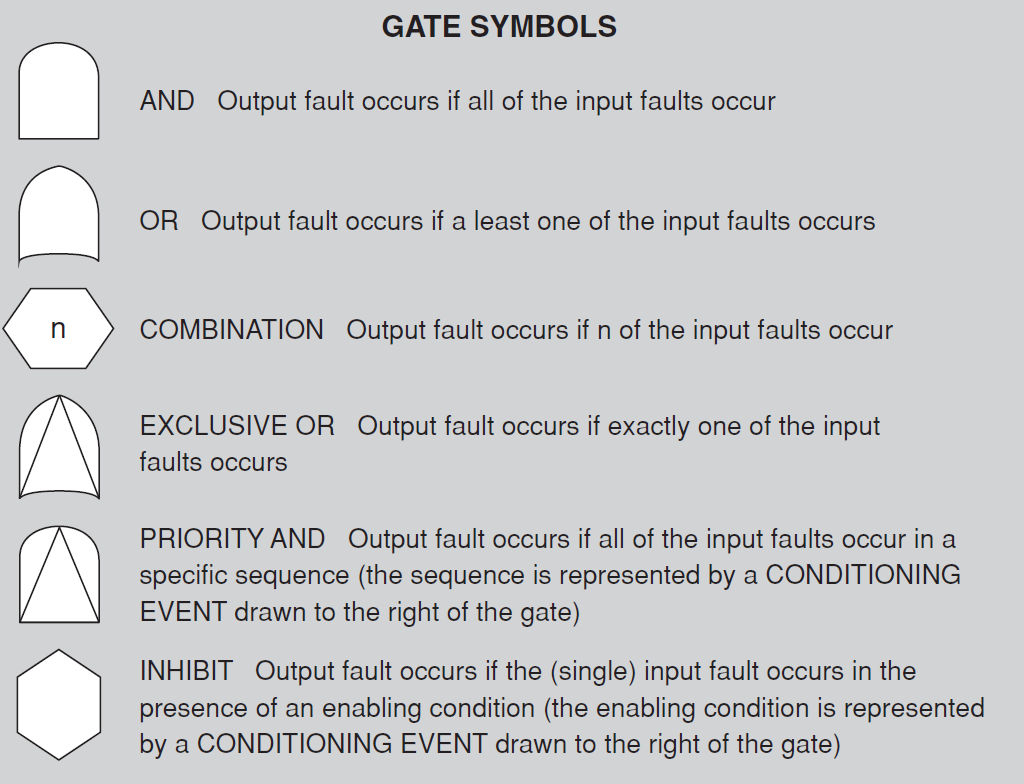 GATE SYMBOLS
AND Output fault occurs if all of the input faults occur
OR Output fault occurs if a least one of the input faults occurs
n
COMBINATION Output fault occurs if n of the input faults occur
EXCLUSIVE OR Output fault occurs if exactly one of the input
faults occurs
PRIORITY AND Output fault occurs if all of the input faults occur in a
specific sequence (the sequence is represented by a CONDITIONING
EVENT drawn to the right of the gate)
INHIBIT Output fault occurs if the (single) input fault occurs in the
presence of an enabling condition (the enabling condition is represented
by a CONDITIONING EVENT drawn to the right of the gate)